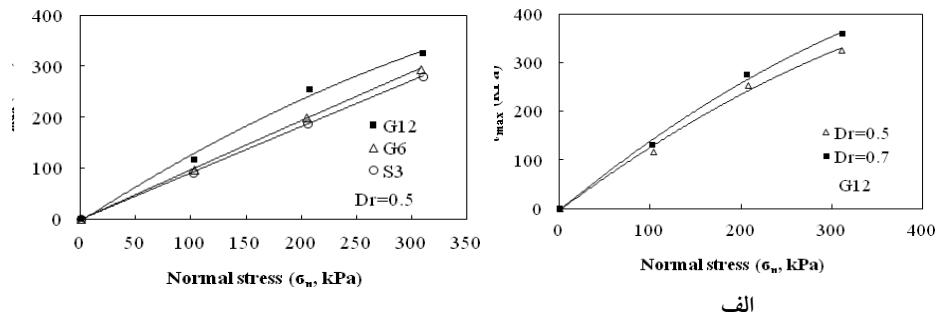 400
300
200
100
0
0 50 100 150 200 250 300 350
G12
G6
S3
Dr=0.5
Normal stress (σn, kPa)
400
300
200
100
0
0 100 200 300 400
Dr=0.5
Dr=0.7
G12
Normal stress (σn, kPa)
الف